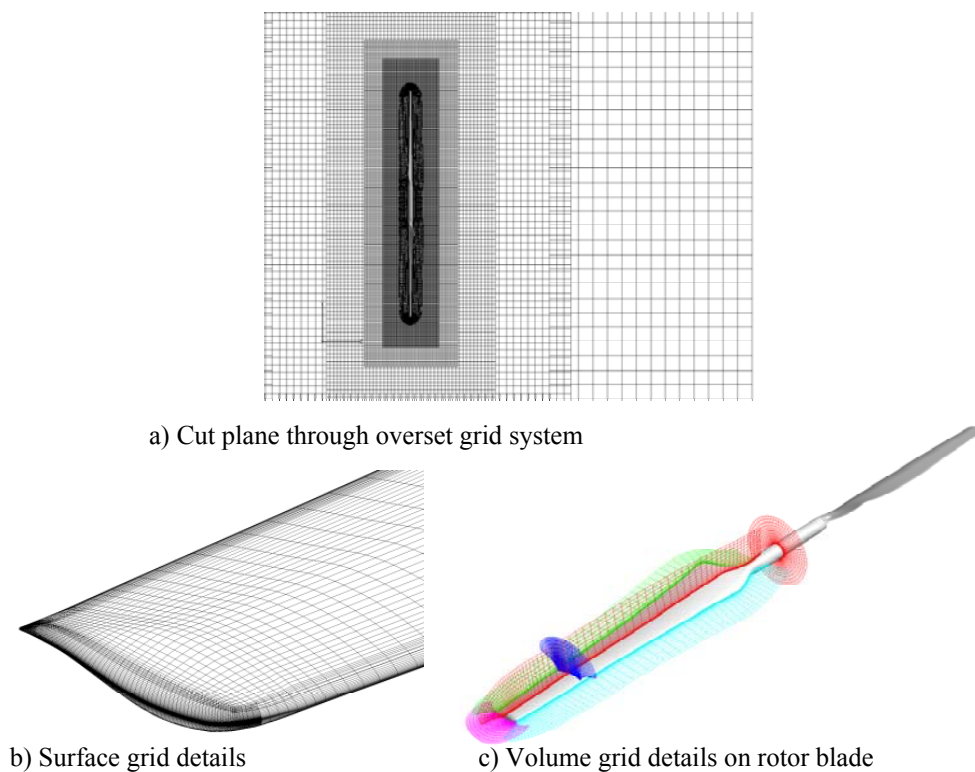 a) Cut plane through overset grid system
b) Surface grid details
c) Volume grid details on rotor blade